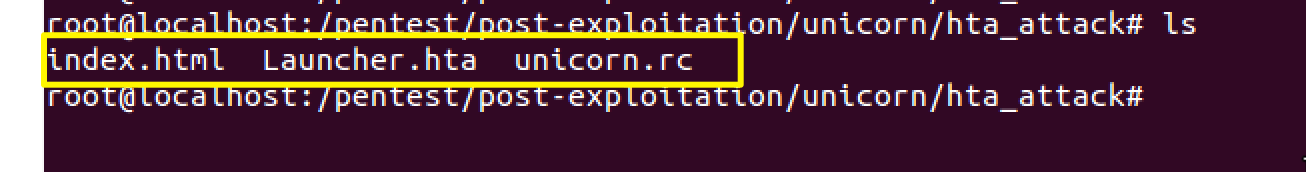 root@localhost:/pentest/post-exploitation/unicorn/hta_attack# ls
index.html  Launcher.hta  unicorn.rc
root@localhost:/pentest/post-exploitation/unicorn/hta_attack#